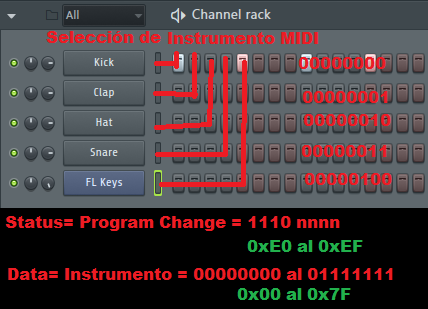 All
Channel rack
Selección de Instrumento MIDI
Kick
00000000
Clap
00000001
Hat
00000010
Snare
00000011
FL Keys
00000100
Status= Program Change = 1110 nnnn
0xE0 al 0xEF
Data= Instrumento = 00000000 al 01111111
0x00 al 0x7F